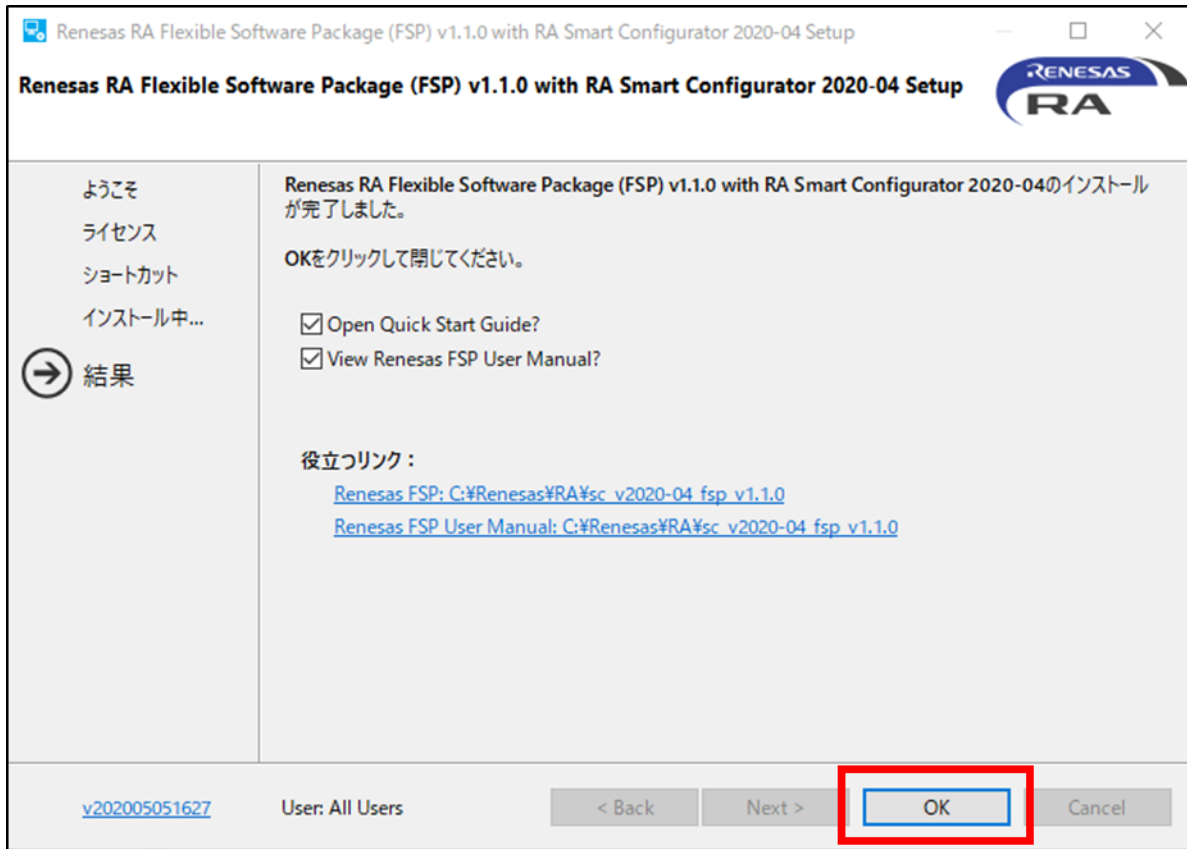 Renesas RA Flexible Software Package (FSP) v1.1.0 with RA Smart Configurator 2020-04 Setup
Renesas RA Flexible Software Package (FSP) v1.1.0 with RA Smart Configurator 2020-04 Setup
RENESAS
RA
ようこそ
ライセンス
ショートカット
インストール中...
結果
Renesas RA Flexible Software Package (FSP) v1.1.0 with RA Smart Configurator 2020-04のインストール
が完了しました。
OKをクリックして閉じてください。
Open Quick Start Guide?
View Renesas FSP User Manual?
役立つリンク：
Renesas FSP: C:¥Renesas¥RA¥sc_v2020-04_fsp_v1.1.0
Renesas FSP User Manual: C:¥Renesas¥RA¥sc_v2020-04_fsp_v1.1.0
v202005051627
User: All Users
< Back
Next >
OK
Cancel